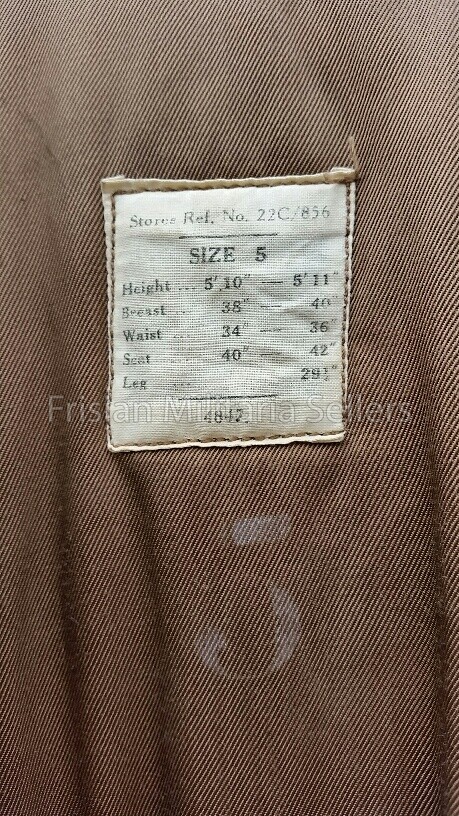 Stores Ref. No. 22C/856
SIZE 5
Height ... 5' 10" — 5' 11"
Breast ... 38" — 40"
Waist ... 34" — 36"
Seat ... 40" — 42"
Leg ... 29½"
4847
Frisian Militaria Sellers
5